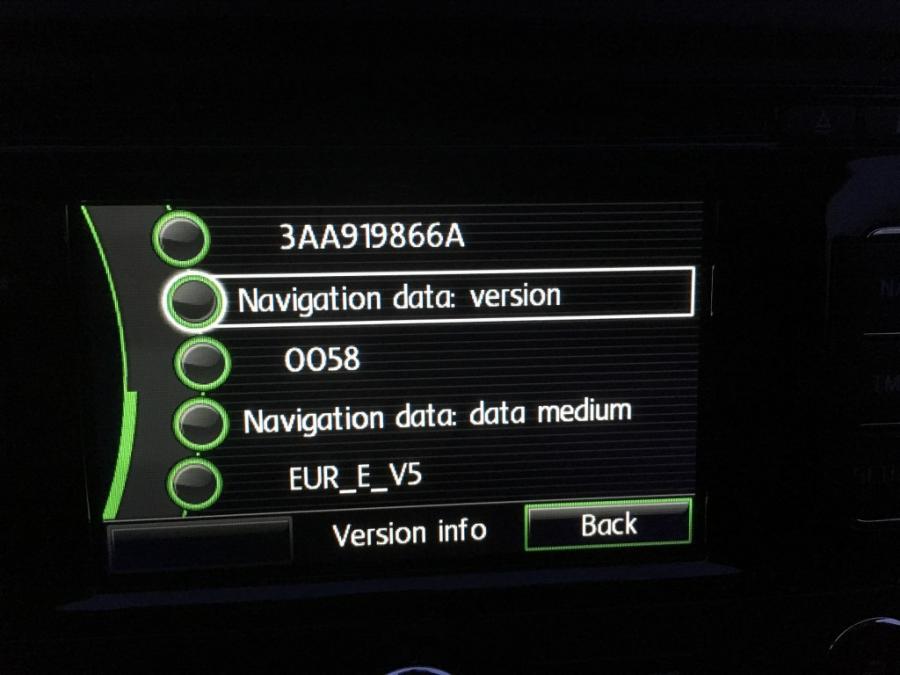 3AA919866A
Navigation data: version
0058
Navigation data: data medium
EUR_E_V5
Version info
Back